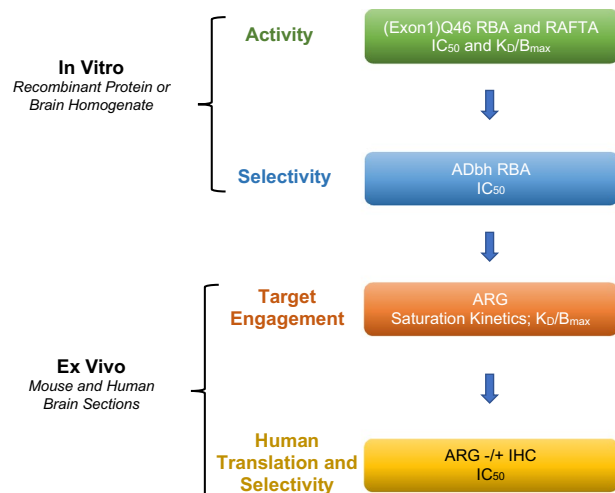 Activity
(Exon1)Q46 RBA and RAFTA
IC50 and KD/Bmax
In Vitro
Recombinant Protein or
Brain Homogenate
Selectivity
ADbh RBA
IC50
Target
Engagement
ARG
Saturation Kinetics; KD/Bmax
Ex Vivo
Mouse and Human
Brain Sections
Human
Translation and
Selectivity
ARG -/+ IHC
IC50